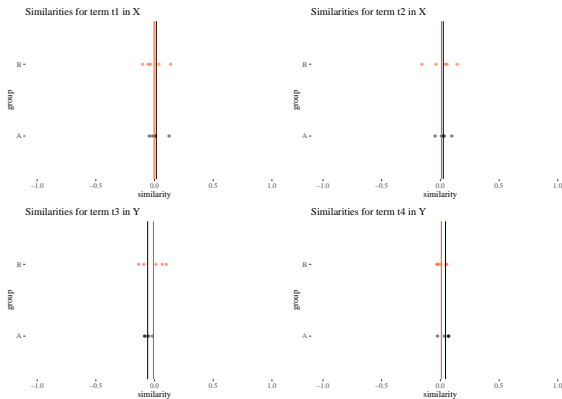 Similarities for term t1 in X
B
group
A
−1.0 −0.5 0.0 0.5 1.0
similarity
Similarities for term t2 in X
B
group
A
−1.0 −0.5 0.0 0.5 1.0
similarity
Similarities for term t3 in Y
B
group
A
−1.0 −0.5 0.0 0.5 1.0
similarity
Similarities for term t4 in Y
B
group
A
−1.0 −0.5 0.0 0.5 1.0
similarity